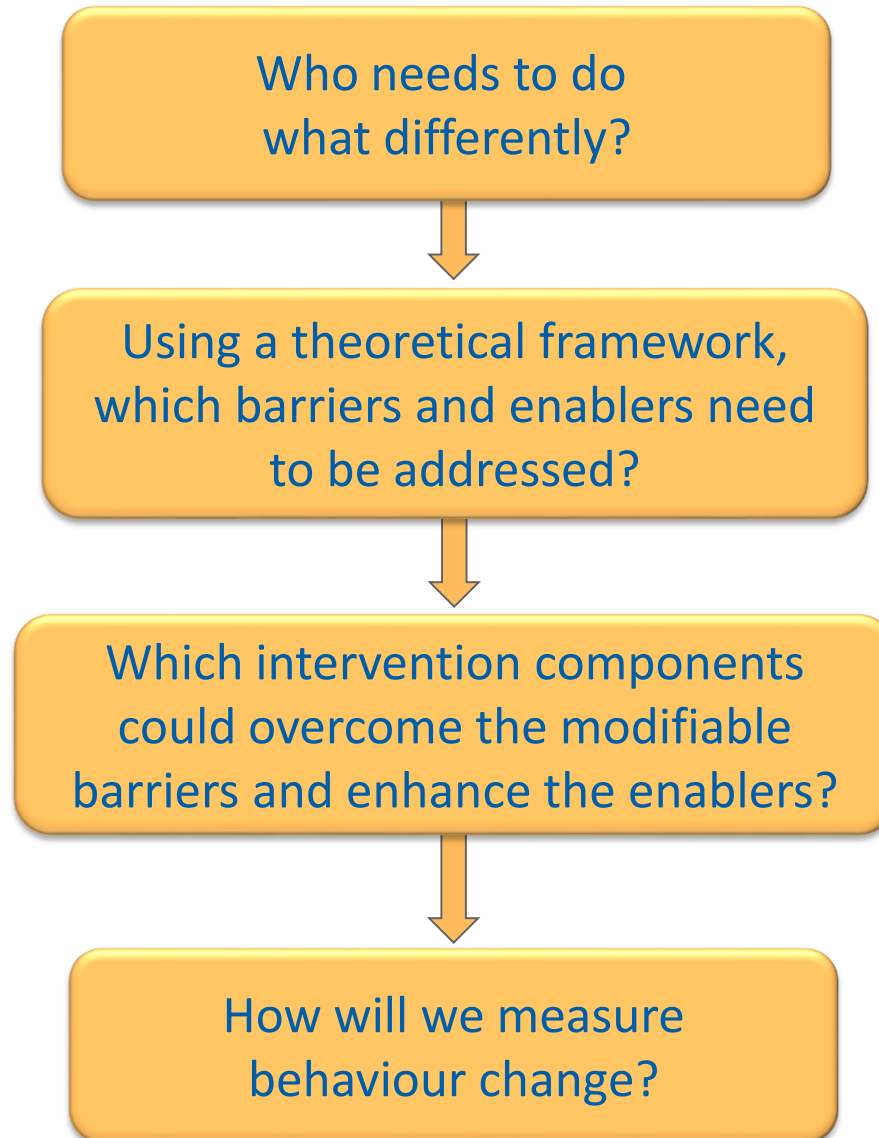 Who needs to do
what differently?
Using a theoretical framework,
which barriers and enablers need
to be addressed?
Which intervention components
could overcome the modifiable
barriers and enhance the enablers?
How will we measure
behaviour change?